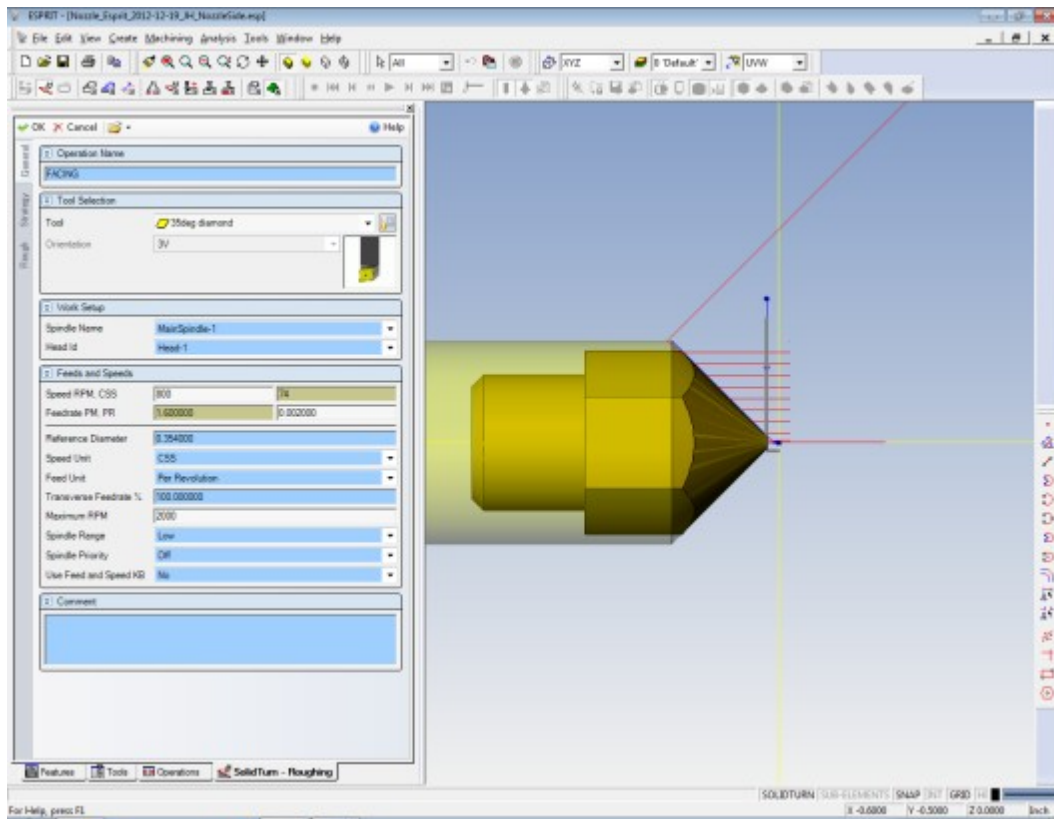 ESPRIT - [Nozzle_Esprit_2012-12-19_JH_NozzleSide.esp]
File Edit View Create Machining Analysis Tools Window Help
All XYZ 0 'Default' UVW
OK Cancel Help
General
Strategy
Rough
Operation Name
FACING
Tool Selection
Tool 35deg diamond
Orientation 3V
Work Setup
Spindle Name MainSpindle-1
Head Id Head-1
Feeds and Speeds
Speed RPM, CSS 800 74
Feedrate PM, PR 1.600000 0.002000
Reference Diameter 0.354000
Speed Unit CSS
Feed Unit Per Revolution
Transverse Feedrate % 100.000000
Maximum RPM 2000
Spindle Range Low
Spindle Priority Off
Use Feed and Speed KB No
Comment
Features Tools Operations SolidTurn - Roughing
SOLIDTURN SUB-ELEMENTS SNAP INT GRID HI
For Help, press F1 X -0.6000 Y -0.5000 Z 0.0000 Inch